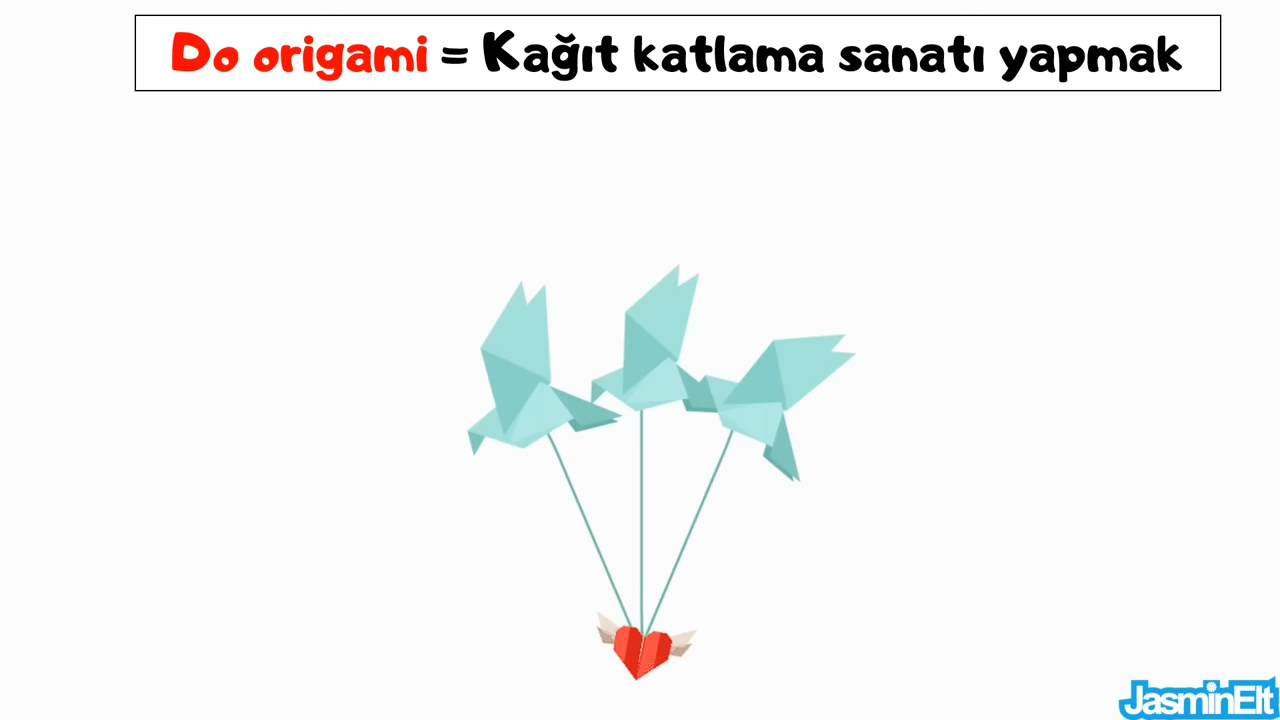 Do origami = Kağıt katlama sanatı yapmak
JasminElt